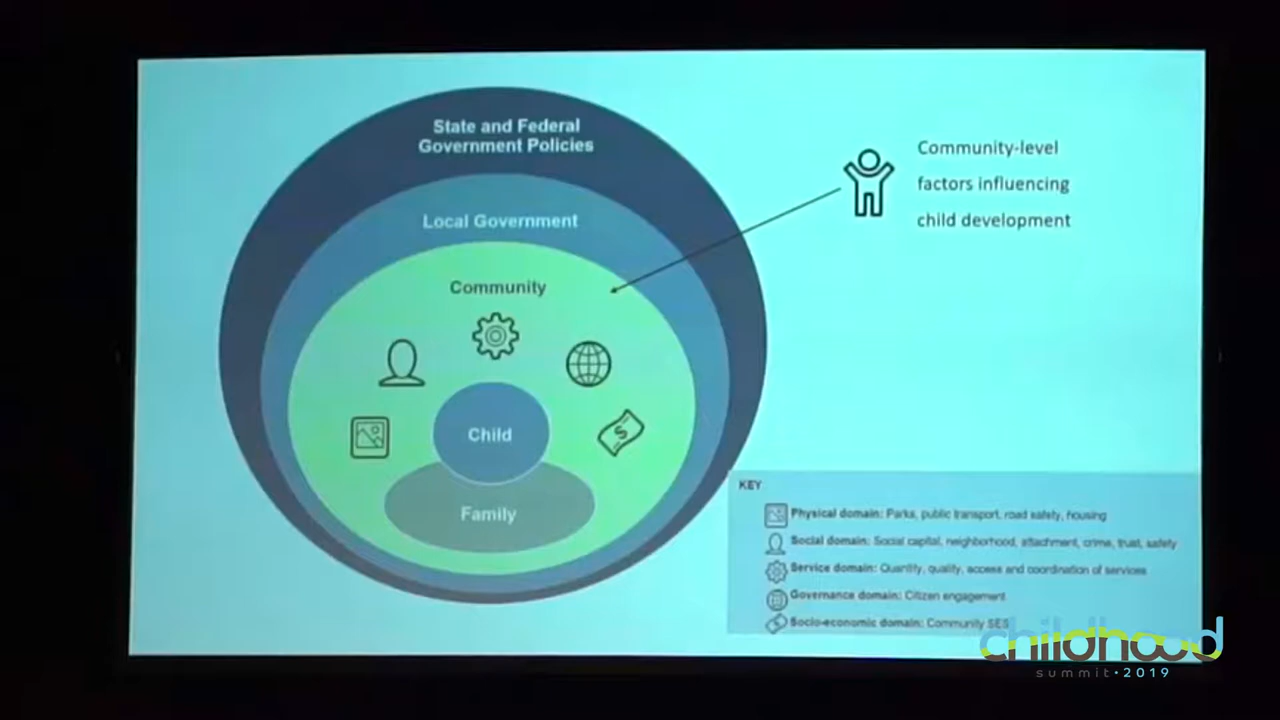 State and Federal
Government Policies
Local Government
Community
Child
Family
Community-level
factors influencing
child development
KEY
Physical domain: Parks, public transport, road safety, housing
Social domain: Social capital, neighborhood, attachment, crime, trust, safety
Service domain: Quantity, quality, access and coordination of services
Governance domain: Citizen engagement
Socio-economic domain: Community SES
$
childhood
summit·2019